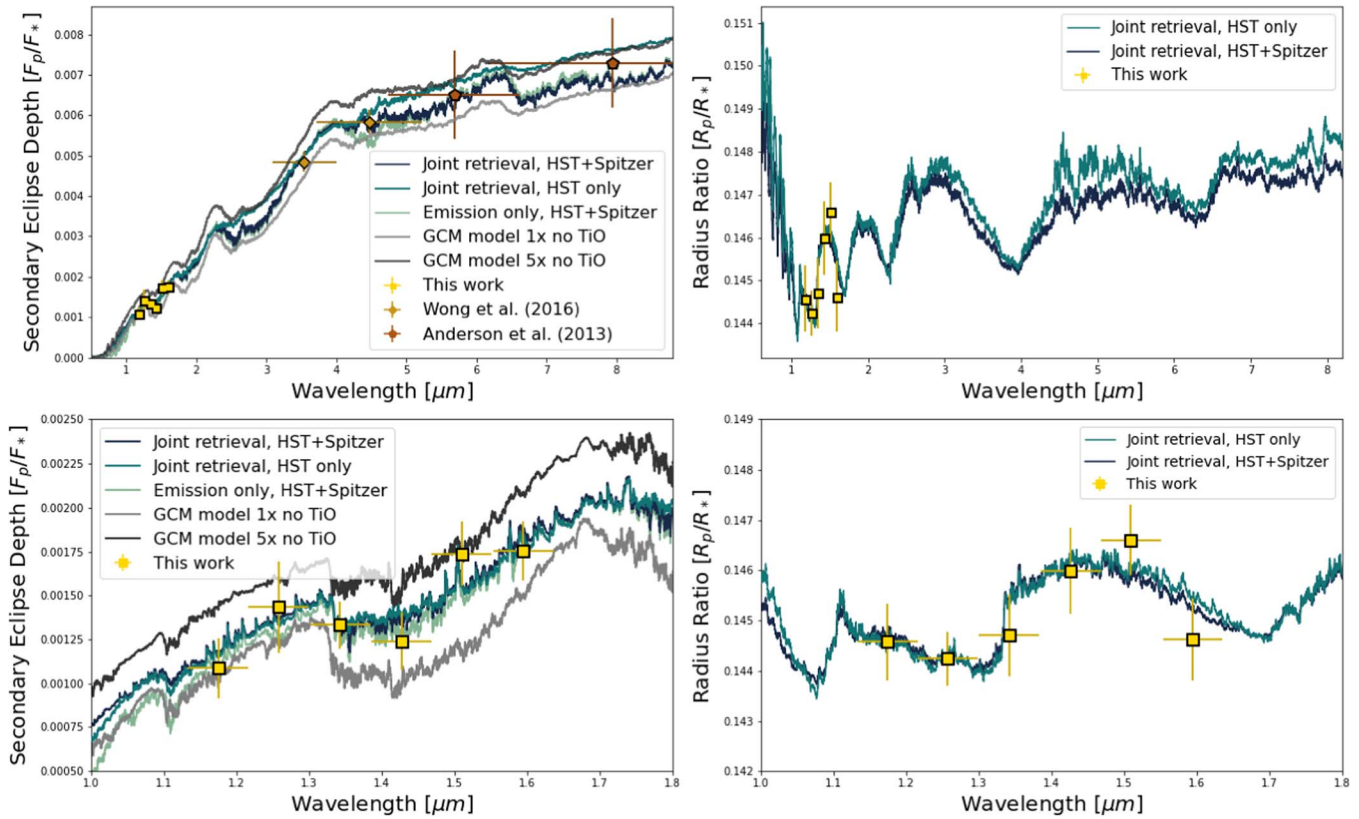 Secondary Eclipse Depth [F_p/F_*]
0.008
0.007
0.006
0.005
0.004
0.003
0.002
0.001
0.000
Joint retrieval, HST+Spitzer
Joint retrieval, HST only
Emission only, HST+Spitzer
GCM model 1x no TiO
GCM model 5x no TiO
This work
Wong et al. (2016)
Anderson et al. (2013)
1 2 3 4 5 6 7 8
Wavelength [μm]
Radius Ratio [R_p/R_*]
0.151
0.150
0.149
0.148
0.147
0.146
0.145
0.144
Joint retrieval, HST only
Joint retrieval, HST+Spitzer
This work
1 2 3 4 5 6 7 8
Wavelength [μm]
Secondary Eclipse Depth [F_p/F_*]
0.00250
0.00225
0.00200
0.00175
0.00150
0.00125
0.00100
0.00075
0.00050
Joint retrieval, HST+Spitzer
Joint retrieval, HST only
Emission only, HST+Spitzer
GCM model 1x no TiO
GCM model 5x no TiO
This work
1.0 1.1 1.2 1.3 1.4 1.5 1.6 1.7 1.8
Wavelength [μm]
Radius Ratio [R_p/R_*]
0.149
0.148
0.147
0.146
0.145
0.144
0.143
0.142
Joint retrieval, HST only
Joint retrieval, HST+Spitzer
This work
1.0 1.1 1.2 1.3 1.4 1.5 1.6 1.7 1.8
Wavelength [μm]